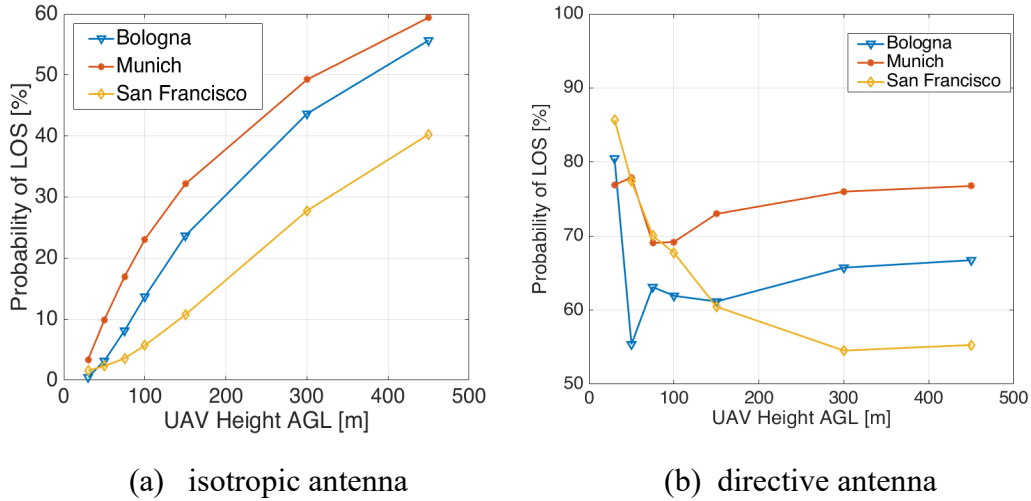 60
50
40
30
20
10
0
Probability of LOS [%]
Bologna
Munich
San Francisco
0 100 200 300 400 500
UAV Height AGL [m]
(a) isotropic antenna
100
90
80
70
60
50
Probability of LOS [%]
Bologna
Munich
San Francisco
0 100 200 300 400 500
UAV Height AGL [m]
(b) directive antenna